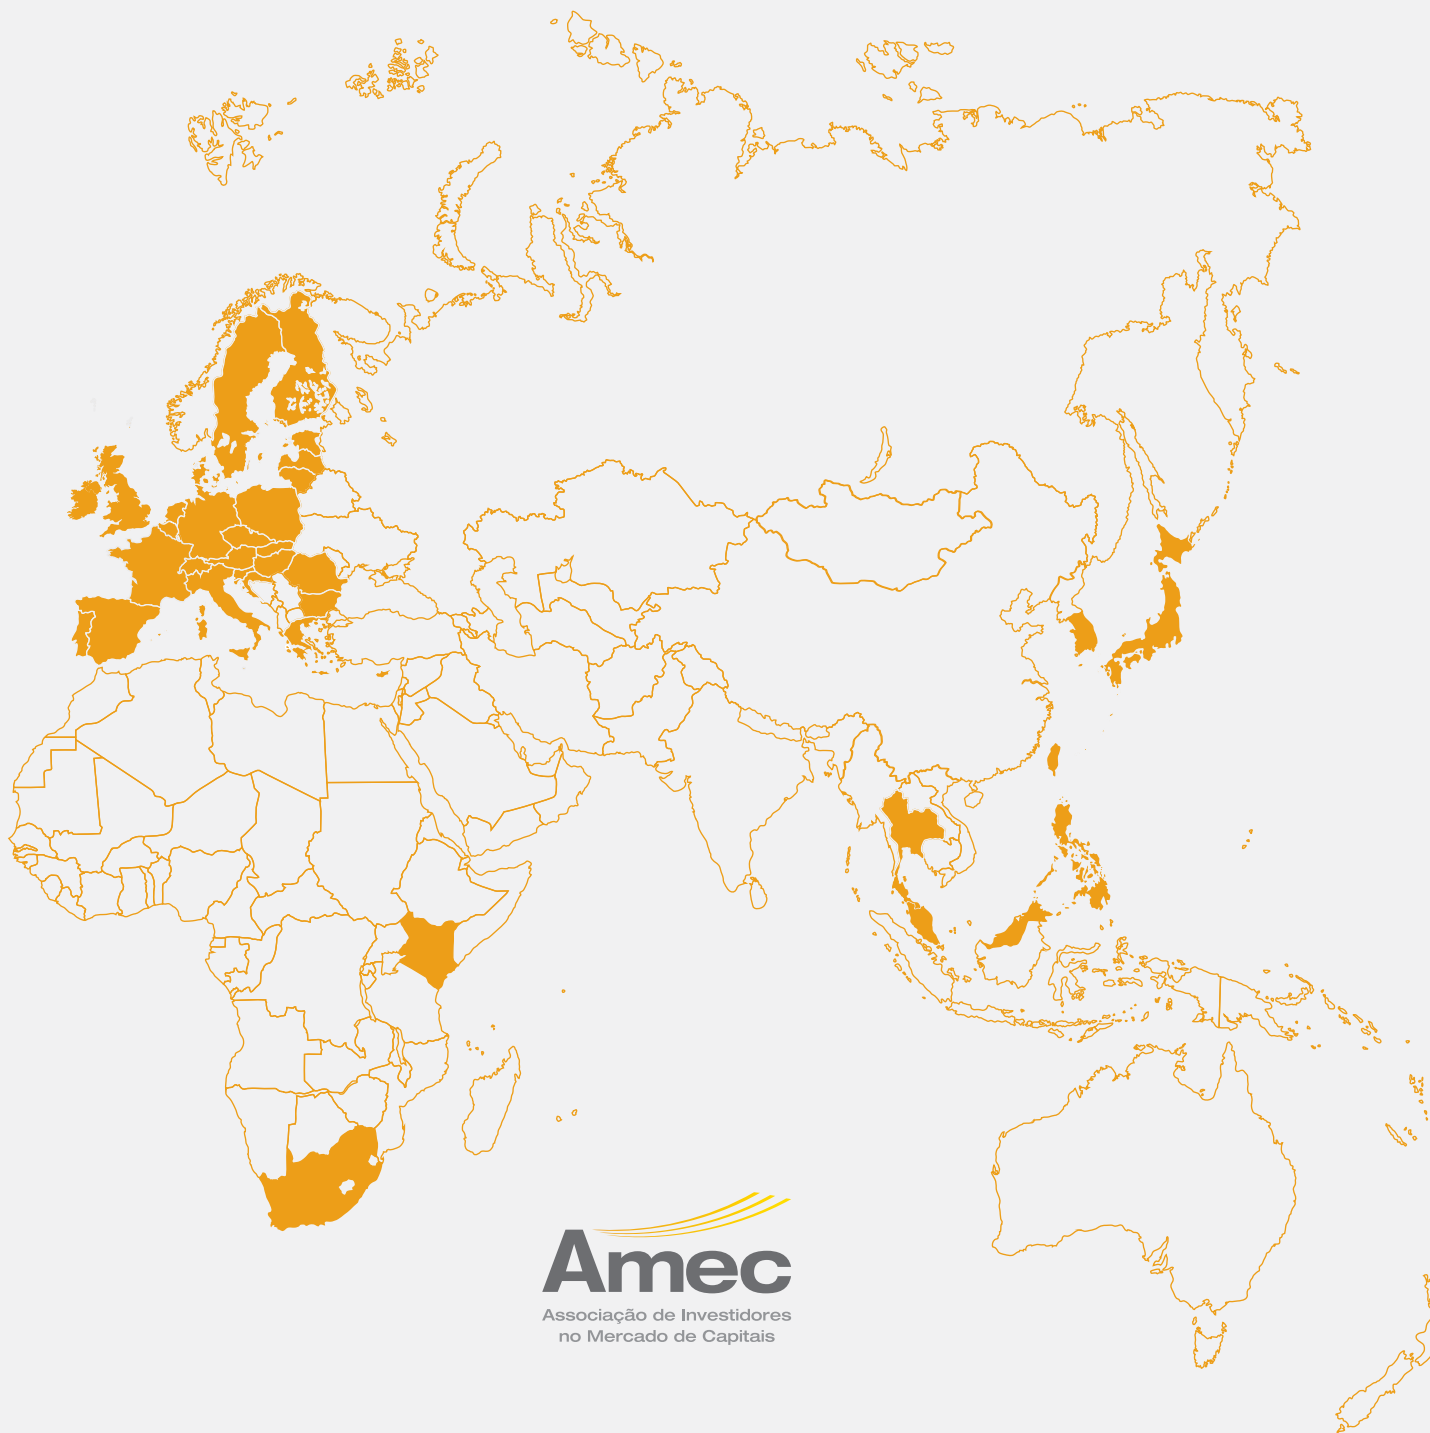 Amec
Associação de Investidores
no Mercado de Capitais